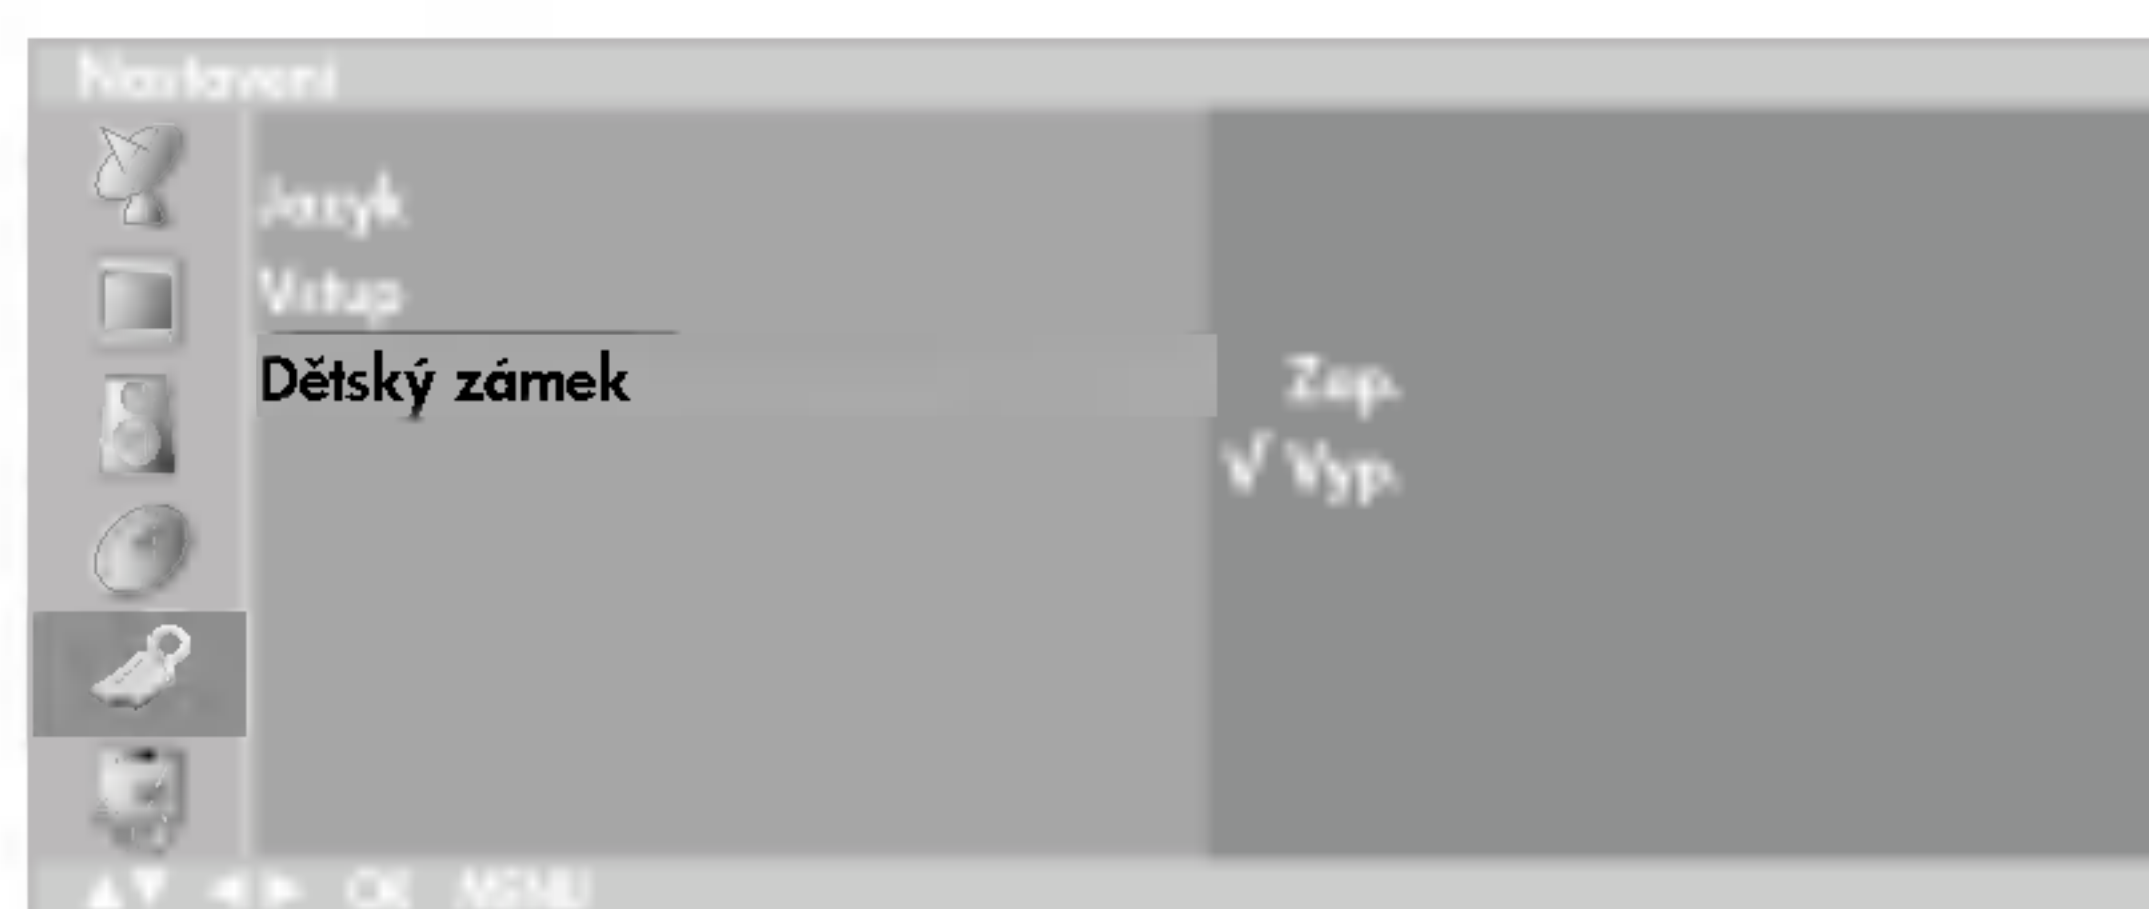 Nastavení
Jazyk
Vstup
Dětský zámek
Zap.
√ Vyp.
▲▼ ◀ ▶ OK MENU